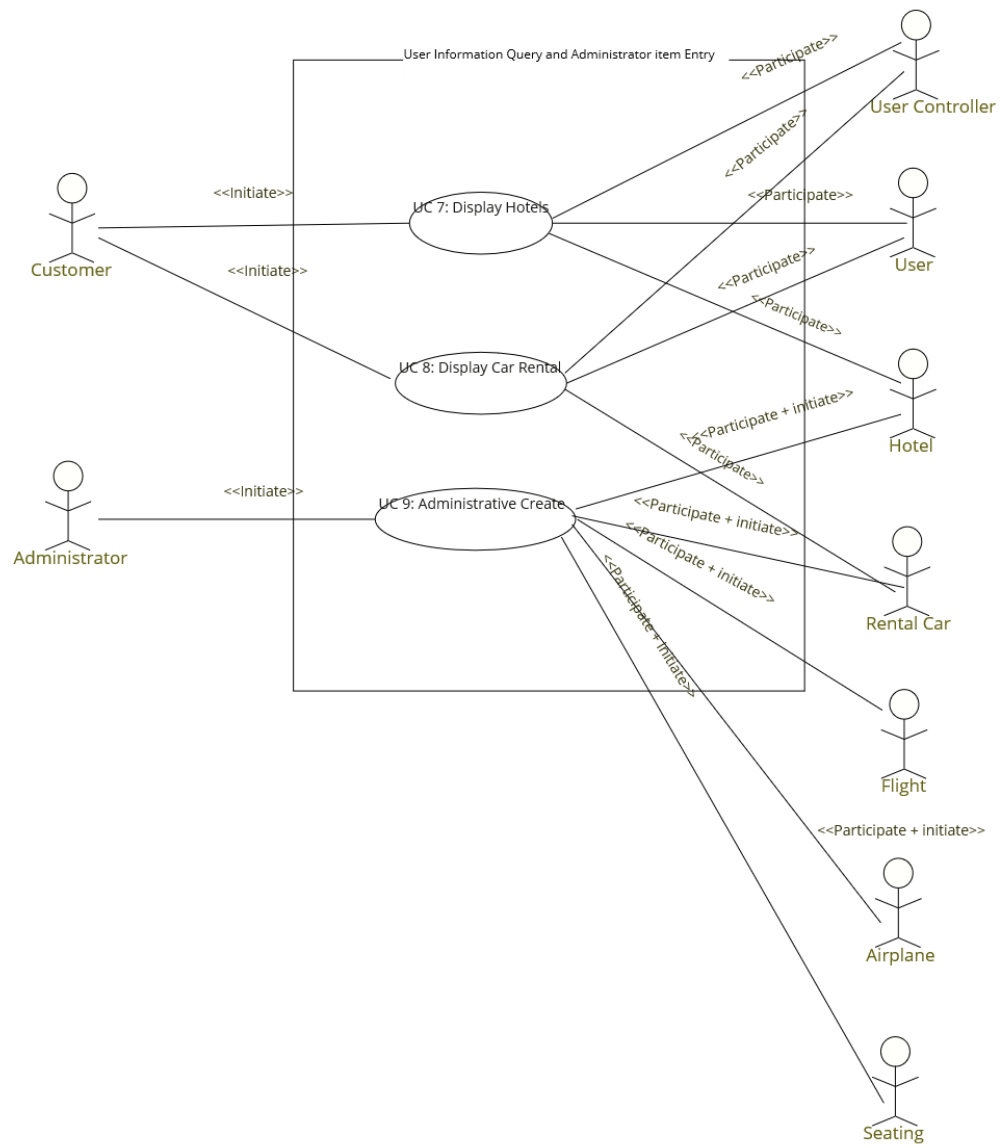 User Information Query and Administrator item Entry
<<Participate>>
User Controller
<<Participate>>
<<Initiate>>
UC 7: Display Hotels
<<Participate>>
Customer
User
<<Initiate>>
<<Participate>>
<<Participate>>
UC 8: Display Car Rental
<<Participate + initiate>>
Hotel
<<Participate>>
Administrator
<<Initiate>>
UC 9: Administrative Create
<<Participate + initiate>>
<<Participate + initiate>>
Rental Car
<<Participate + initiate>>
Flight
<<Participate + initiate>>
Airplane
Seating